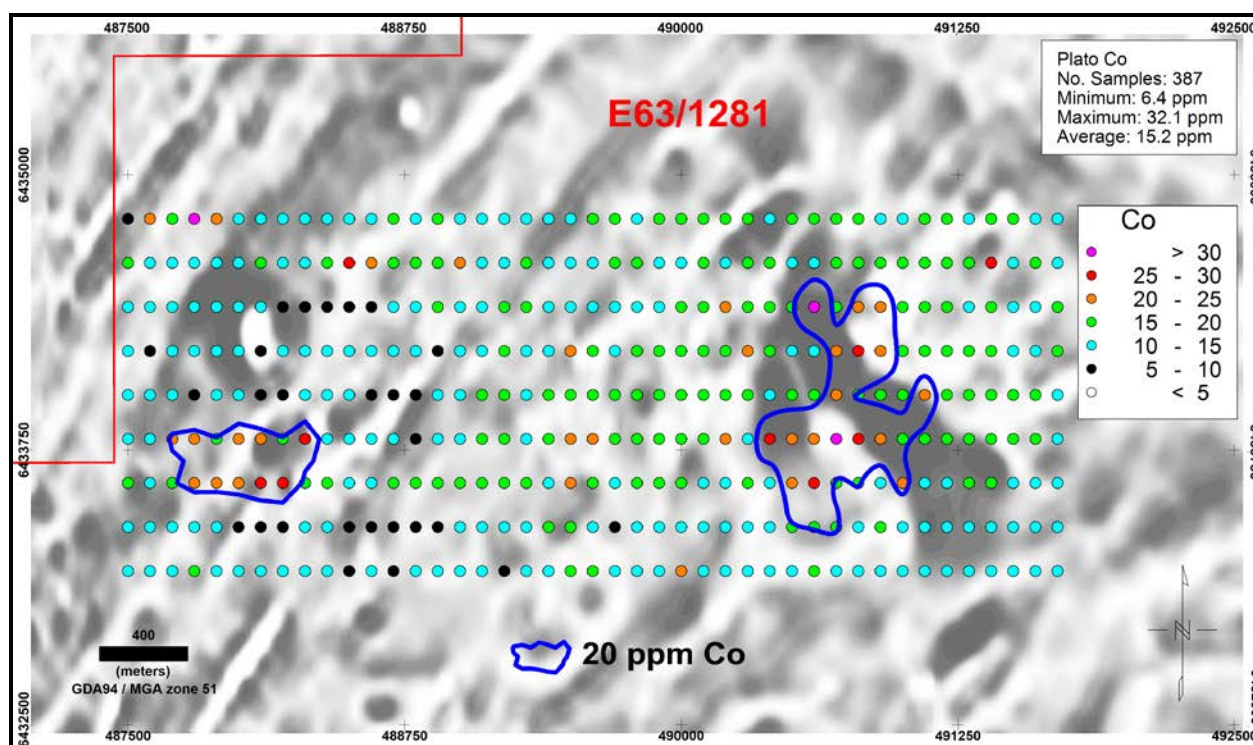 487500 488750 490000 491250 492500
Plato Co
No. Samples: 387
Minimum: 6.4 ppm
Maximum: 32.1 ppm
Average: 15.2 ppm
E63/1281
6435000
Co
> 30
25 - 30
20 - 25
15 - 20
10 - 15
5 - 10
< 5
6433750
400
(meters)
GDA94 / MGA zone 51
20 ppm Co
N
6432500
487500 488750 490000 491250 492500